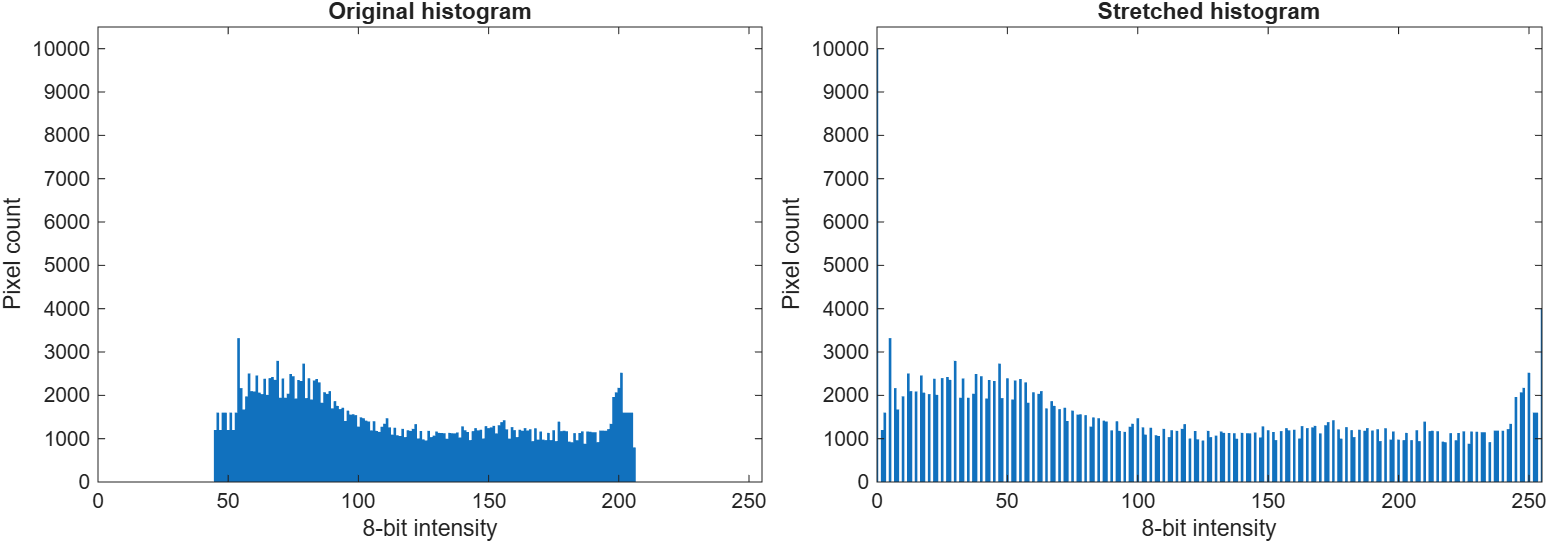 Original histogram
10000
9000
8000
7000
6000
5000
4000
3000
2000
1000
0
Pixel count
0 50 100 150 200 250
8-bit intensity
Stretched histogram
10000
9000
8000
7000
6000
5000
4000
3000
2000
1000
0
Pixel count
0 50 100 150 200 250
8-bit intensity